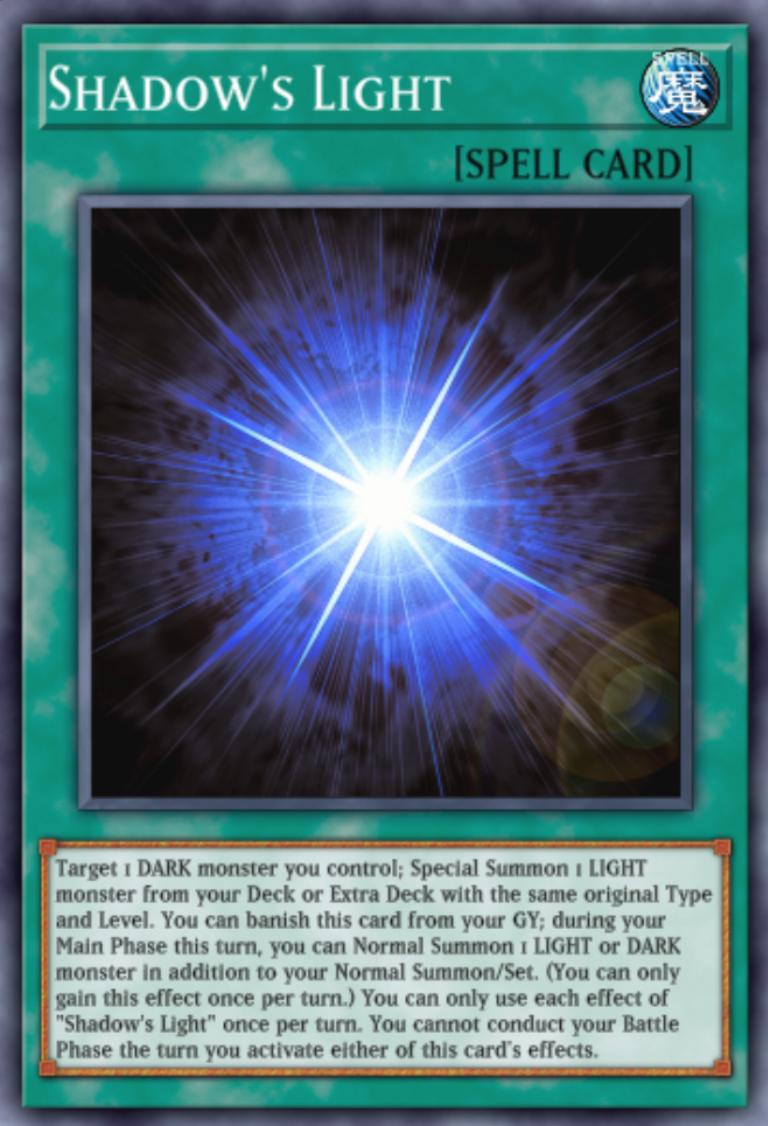 SHADOW'S LIGHT
SPELL
魔
[SPELL CARD]
Target 1 DARK monster you control; Special Summon 1 LIGHT
monster from your Deck or Extra Deck with the same original Type
and Level. You can banish this card from your GY; during your
Main Phase this turn, you can Normal Summon 1 LIGHT or DARK
monster in addition to your Normal Summon/Set. (You can only
gain this effect once per turn.) You can only use each effect of
"Shadow's Light" once per turn. You cannot conduct your Battle
Phase the turn you activate either of this card's effects.